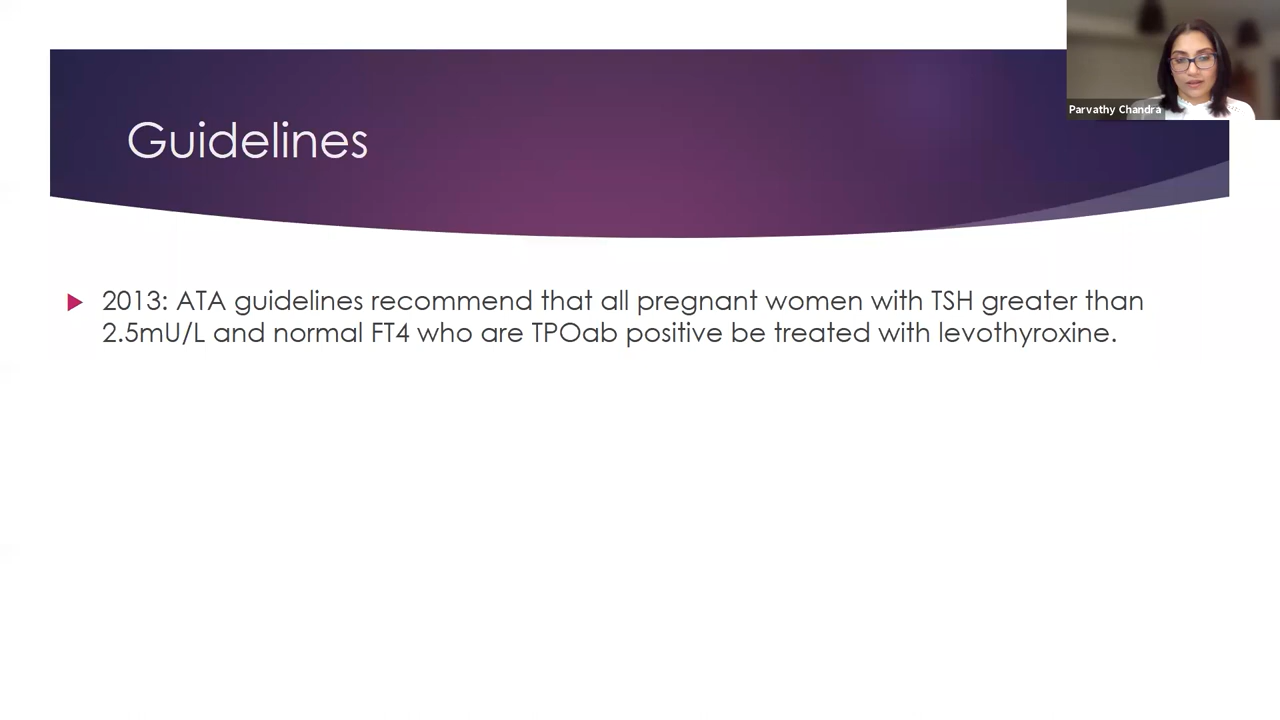 Parvathy Chandra
Guidelines
2013: ATA guidelines recommend that all pregnant women with TSH greater than
2.5mU/L and normal FT4 who are TPOab positive be treated with levothyroxine.